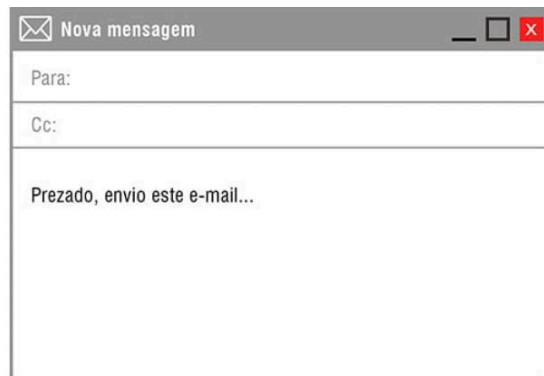 Nova mensagem
X
Para:
Cc:
Prezado, envio este e-mail...